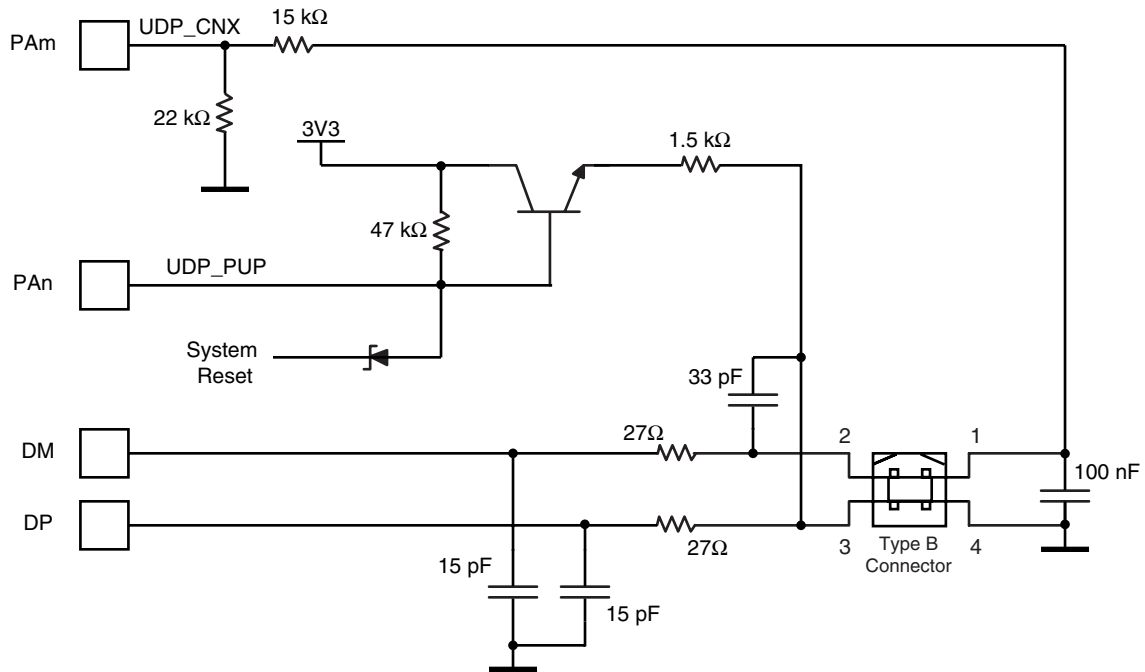 PAm
UDP_CNX
15 kΩ
22 kΩ
3V3
1.5 kΩ
47 kΩ
PAn
UDP_PUP
System
Reset
33 pF
DM
27Ω
2
1
100 nF
DP
27Ω
3
Type B
Connector
4
15 pF
15 pF